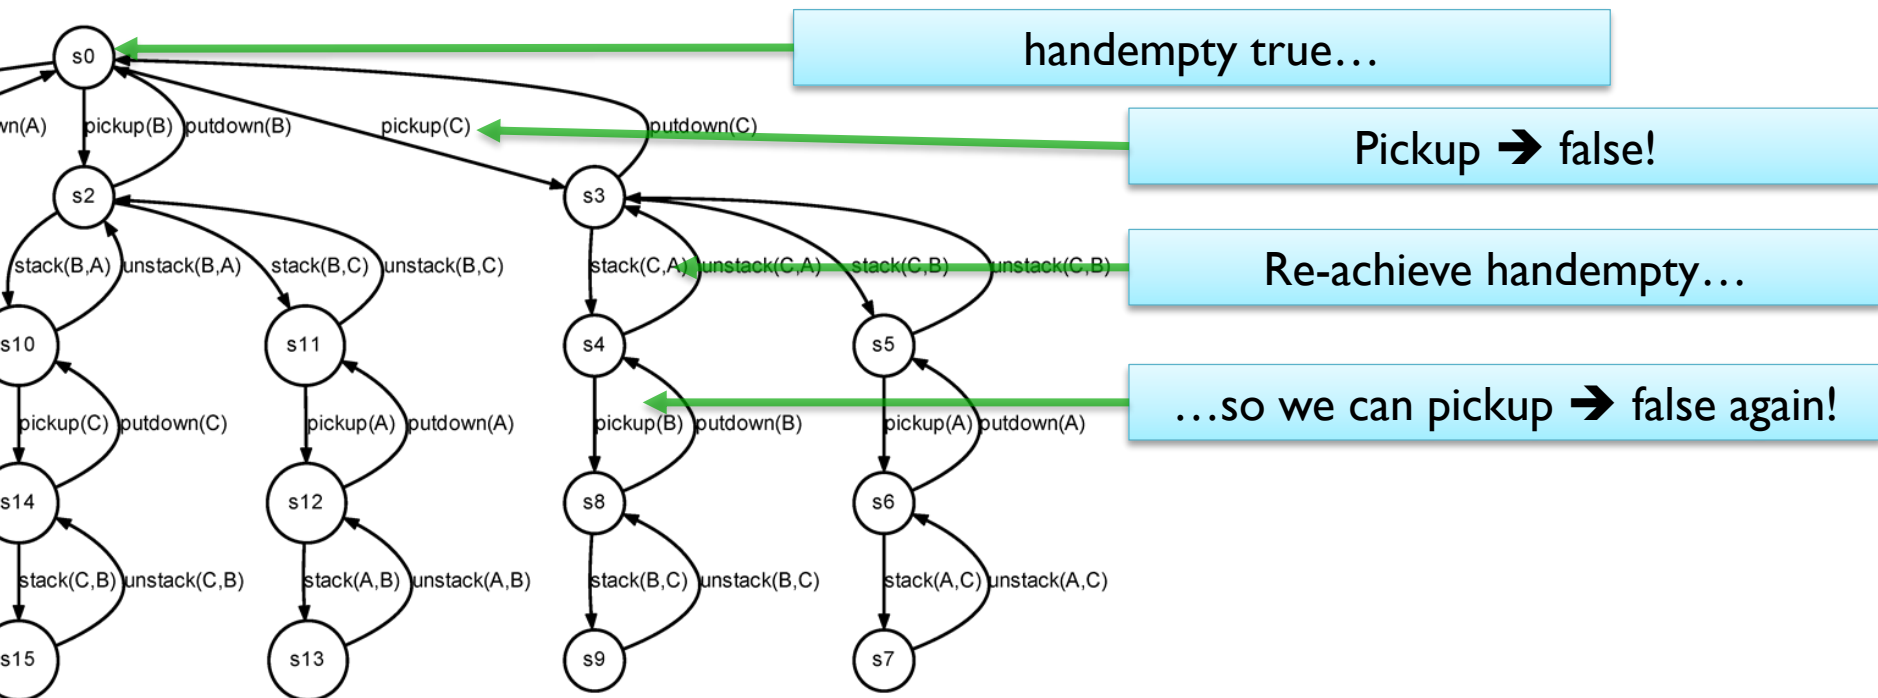 s0
handempty true…
wn(A)
pickup(B)
putdown(B)
pickup(C)
putdown(C)
Pickup ➔ false!
s2
s3
stack(B,A)
unstack(B,A)
stack(B,C)
unstack(B,C)
stack(C,A)
unstack(C,A)
stack(C,B)
unstack(C,B)
Re-achieve handempty…
s10
s11
s4
s5
pickup(C)
putdown(C)
pickup(A)
putdown(A)
pickup(B)
putdown(B)
pickup(A)
putdown(A)
…so we can pickup ➔ false again!
s14
s12
s8
s6
stack(C,B)
unstack(C,B)
stack(A,B)
unstack(A,B)
stack(B,C)
unstack(B,C)
stack(A,C)
unstack(A,C)
s15
s13
s9
s7